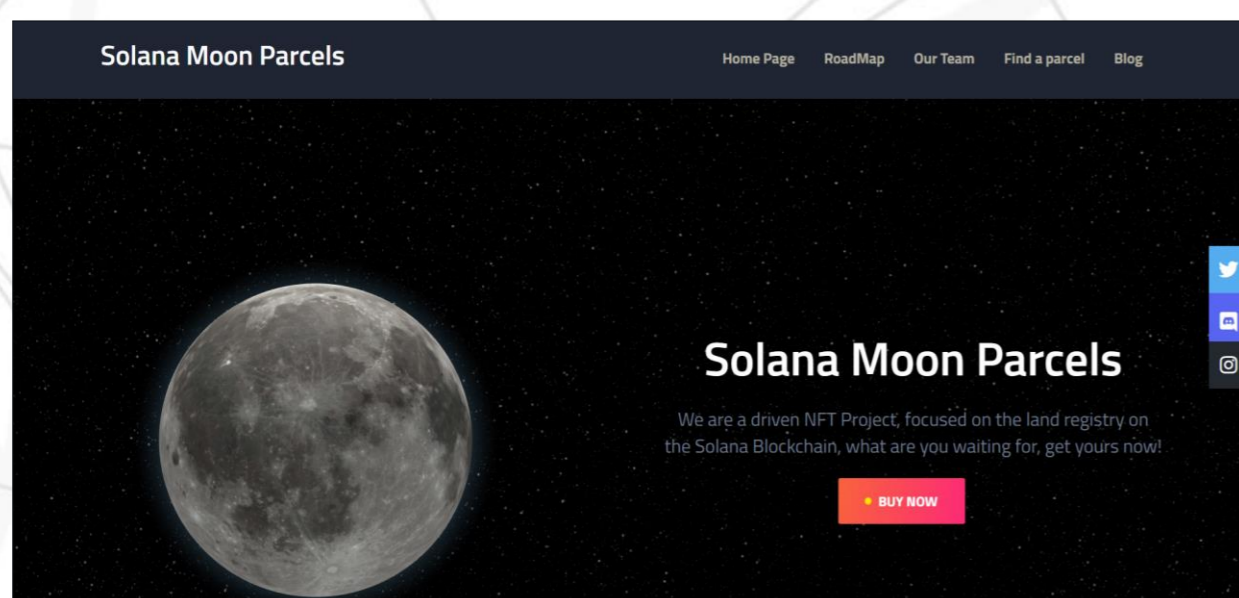 Solana Moon Parcels
Home Page RoadMap Our Team Find a parcel Blog
Solana Moon Parcels
We are a driven NFT Project, focused on the land registry on
the Solana Blockchain, what are you waiting for, get yours now!
BUY NOW